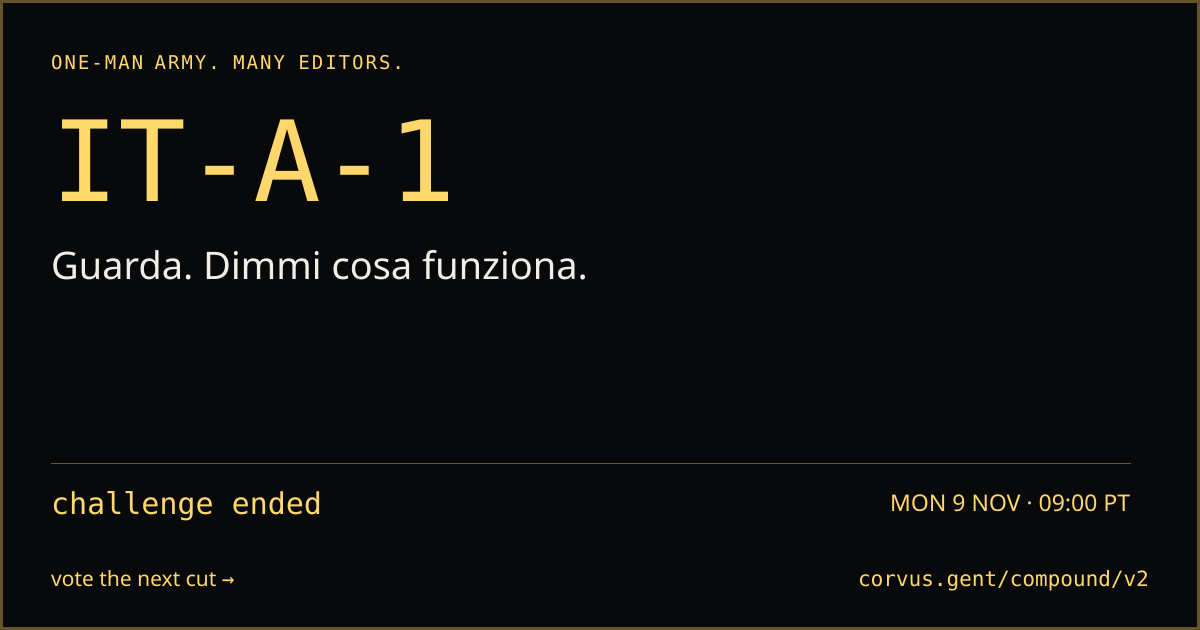 ONE-MAN ARMY. MANY EDITORS.
IT-A-1
Guarda. Dimmi cosa funziona.
challenge ended
MON 9 NOV · 09:00 PT
vote the next cut →
corvus.gent/compound/v2